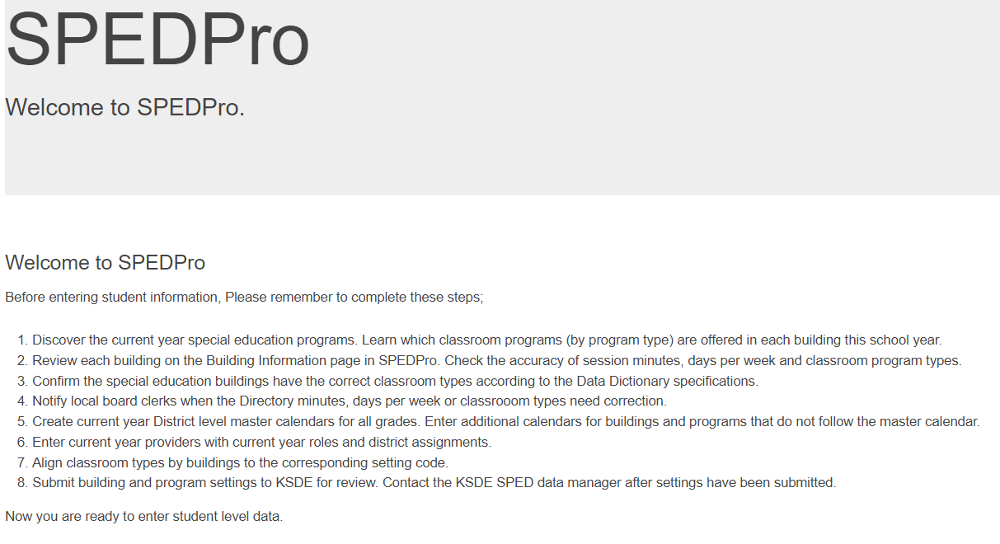 SPEDPro
Welcome to SPEDPro.
Welcome to SPEDPro
Before entering student information, Please remember to complete these steps;
1. Discover the current year special education programs. Learn which classroom programs (by program type) are offered in each building this school year.
2. Review each building on the Building Information page in SPEDPro. Check the accuracy of session minutes, days per week and classroom program types.
3. Confirm the special education buildings have the correct classroom types according to the Data Dictionary specifications.
4. Notify local board clerks when the Directory minutes, days per week or classrooom types need correction.
5. Create current year District level master calendars for all grades. Enter additional calendars for buildings and programs that do not follow the master calendar.
6. Enter current year providers with current year roles and district assignments.
7. Align classroom types by buildings to the corresponding setting code.
8. Submit building and program settings to KSDE for review. Contact the KSDE SPED data manager after settings have been submitted.
Now you are ready to enter student level data.